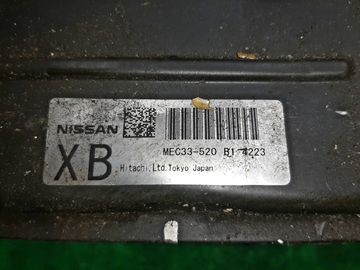 NISSAN
MEC33-520 B1 4223
XB
Hitachi,Ltd.Tokyo Japan